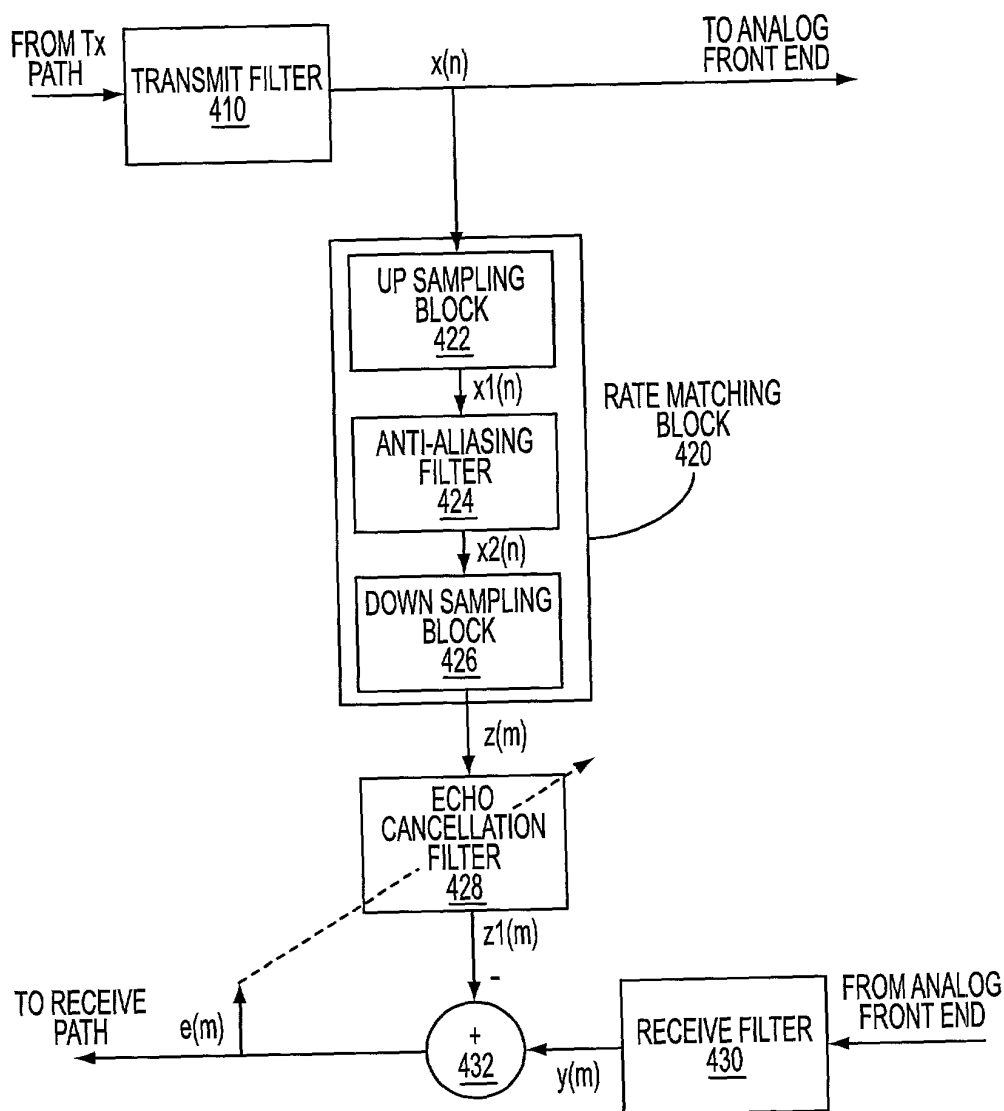 FROM Tx
PATH
TRANSMIT FILTER
410
x(n)
TO ANALOG
FRONT END
UP SAMPLING
BLOCK
422
x1(n)
ANTI-ALIASING
FILTER
424
x2(n)
DOWN SAMPLING
BLOCK
426
RATE MATCHING
BLOCK
420
z(m)
ECHO
CANCELLATION
FILTER
428
z1(m)
-
TO RECEIVE
PATH
e(m)
+
432
y(m)
RECEIVE FILTER
430
FROM ANALOG
FRONT END